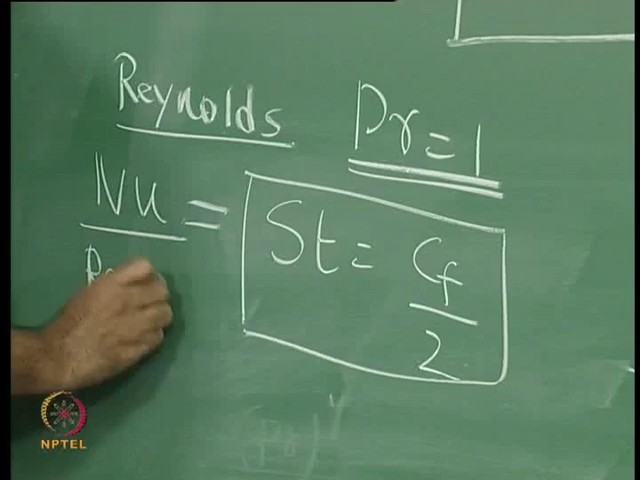 Reynolds
Pr = 1
Nu = St = Cf
2
NPTEL